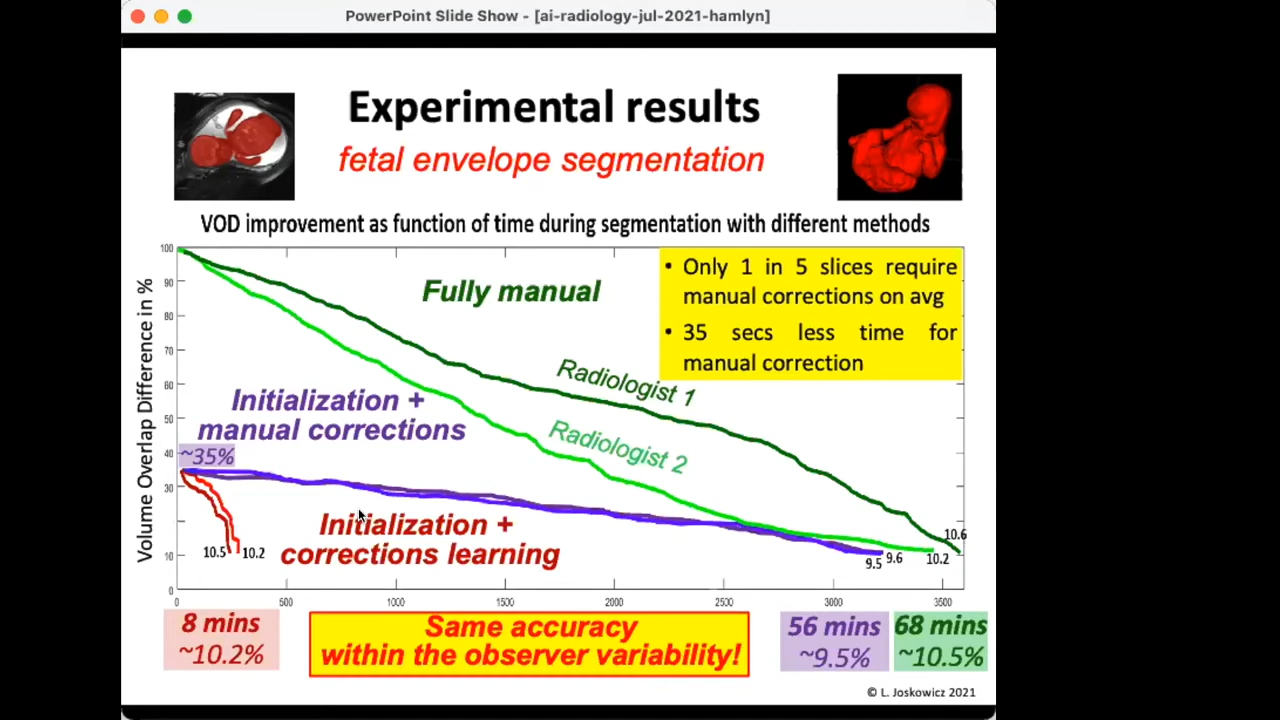 PowerPoint Slide Show - [ai-radiology-jul-2021-hamlyn]
Experimental results
fetal envelope segmentation
VOD improvement as function of time during segmentation with different methods
Volume Overlap Difference in %
100
90
80
70
60
50
40
30
20
10
0
Fully manual
• Only 1 in 5 slices require
manual corrections on avg
• 35 secs less time for
manual correction
Radiologist 1
Radiologist 2
Initialization +
manual corrections
~35%
Initialization +
corrections learning
10.5
10.2
9.5
9.6
10.2
10.6
0
500
1000
1500
2000
2500
3000
3500
8 mins
~10.2%
Same accuracy
within the observer variability!
56 mins
~9.5%
68 mins
~10.5%
© L. Joskowicz 2021